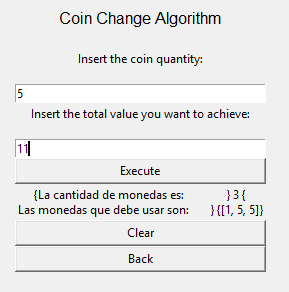 Coin Change Algorithm
Insert the coin quantity:
5
Insert the total value you want to achieve:
11
Execute
{La cantidad de monedas es: } 3 {
Las monedas que debe usar son: } {[1, 5, 5]}
Clear
Back